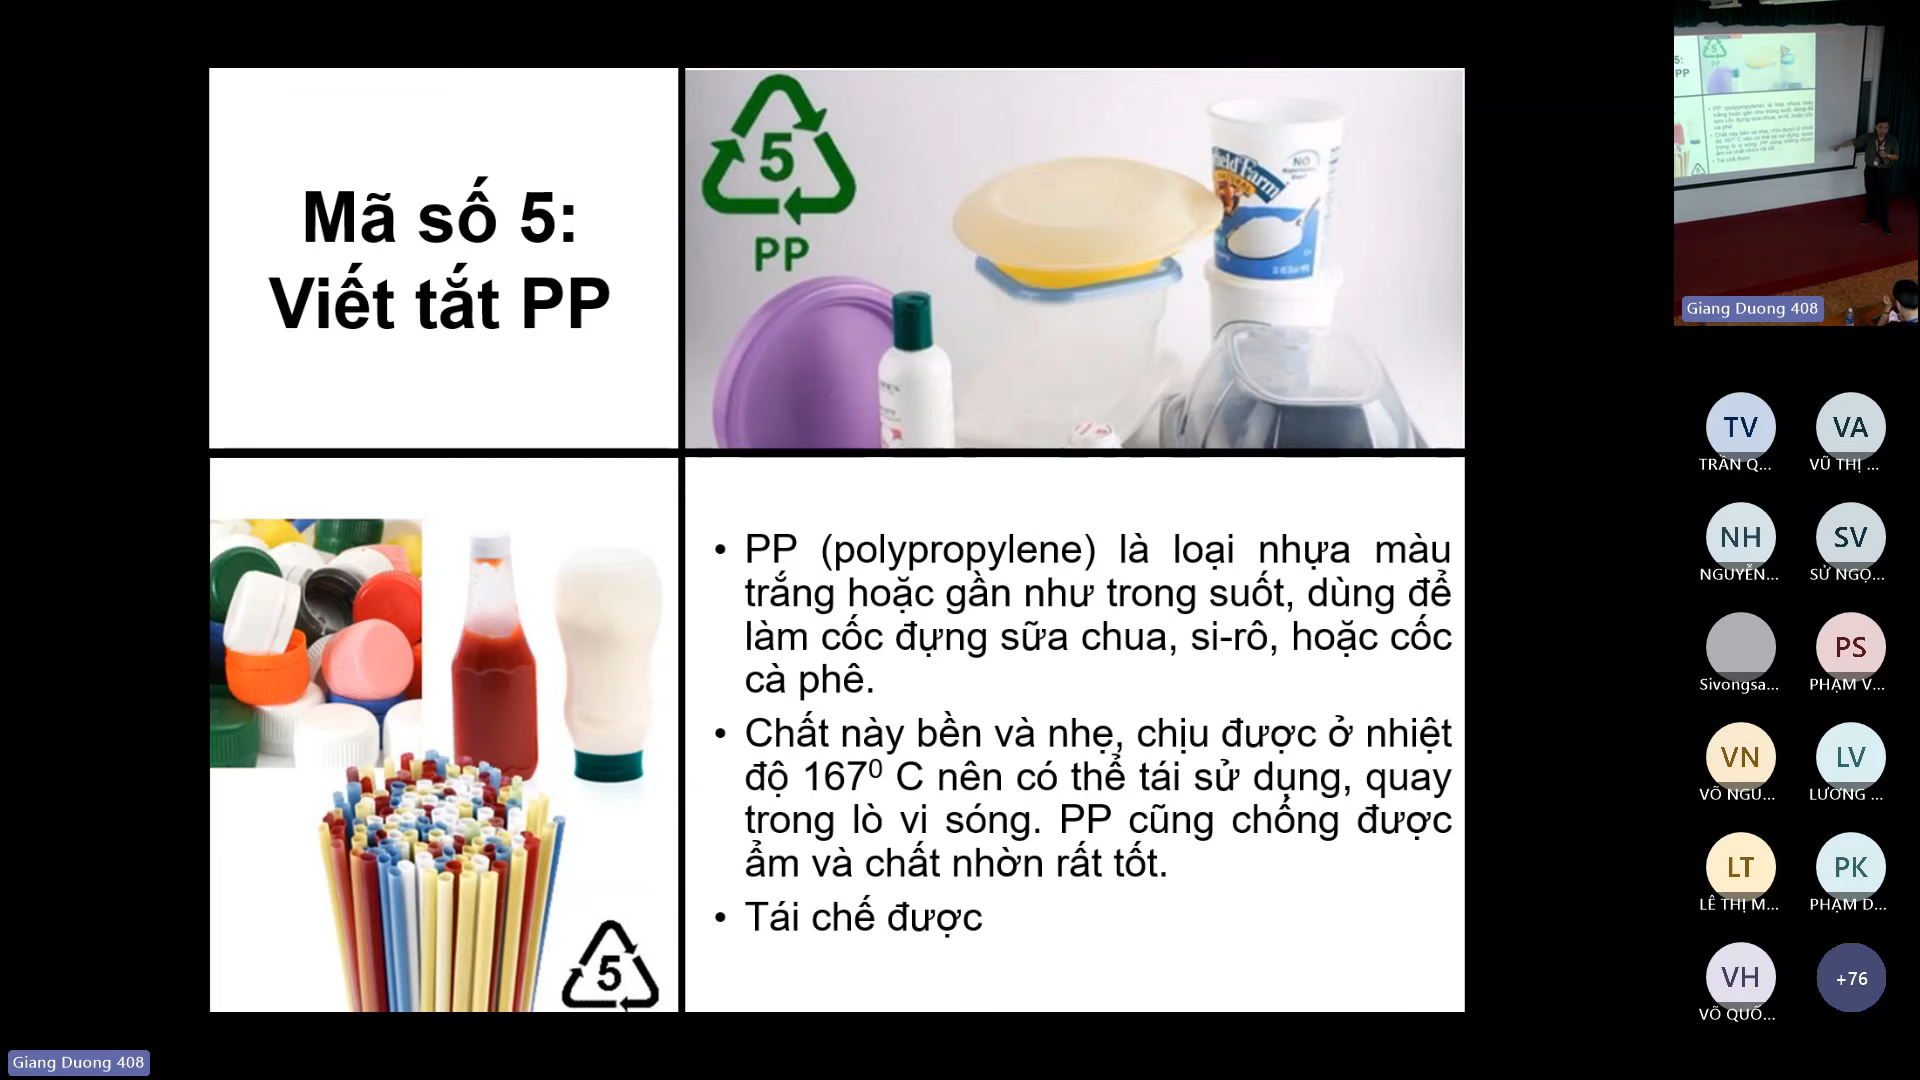 Mã số 5:
Viết tắt PP
5
PP
NO
5
• PP (polypropylene) là loại nhựa màu
trắng hoặc gần như trong suốt, dùng để
làm cốc đựng sữa chua, si-rô, hoặc cốc
cà phê.
• Chất này bền và nhẹ, chịu được ở nhiệt
độ 167⁰ C nên có thể tái sử dụng, quay
trong lò vi sóng. PP cũng chống được
ẩm và chất nhờn rất tốt.
• Tái chế được
Giang Duong 408
TV
TRẦN Q...
VA
VŨ THỊ ...
NH
NGUYỄN...
SV
SỬ NGỌ...
Sivongsa...
PS
PHẠM V...
VN
VÕ NGU...
LV
LƯƠNG ...
LT
LÊ THỊ M...
PK
PHẠM D...
VH
VÕ QUỐ...
+76
Giang Duong 408